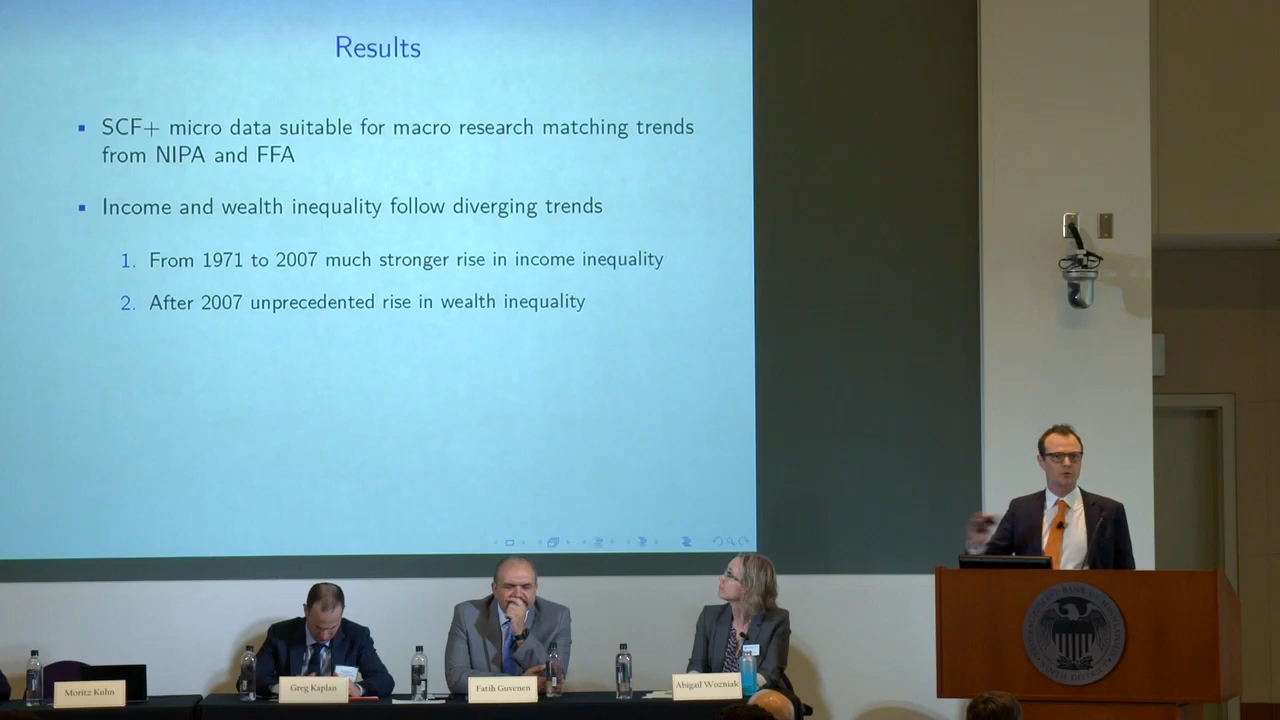 Results
SCF+ micro data suitable for macro research matching trends
from NIPA and FFA
Income and wealth inequality follow diverging trends
1. From 1971 to 2007 much stronger rise in income inequality
2. After 2007 unprecedented rise in wealth inequality
Moritz Kuhn
Greg Kaplan
Fatih Guvenen
Abigail Wozniak